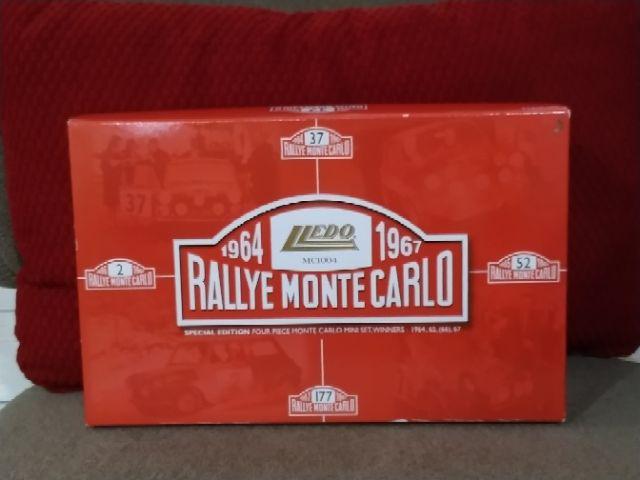 37
RALLYE MONTE CARLO
37
1964 LLEDO 1967
MC1004
RALLYE MONTE CARLO
SPECIAL EDITION FOUR PIECE MONTE CARLO MINI SET, WINNERS 1964, 65, (66), 67
2
RALLYE MONTE CARLO
52
RALLYE MONTE CARLO
177
RALLYE MONTE CARLO